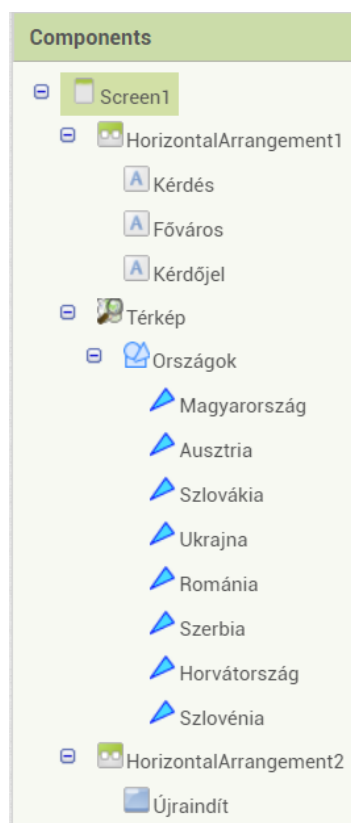 Components
Screen1
HorizontalArrangement1
A Kérdés
A Főváros
A Kérdőjel
Térkép
Országok
Magyarország
Ausztria
Szlovákia
Ukrajna
Románia
Szerbia
Horvátország
Szlovénia
HorizontalArrangement2
Újraindít